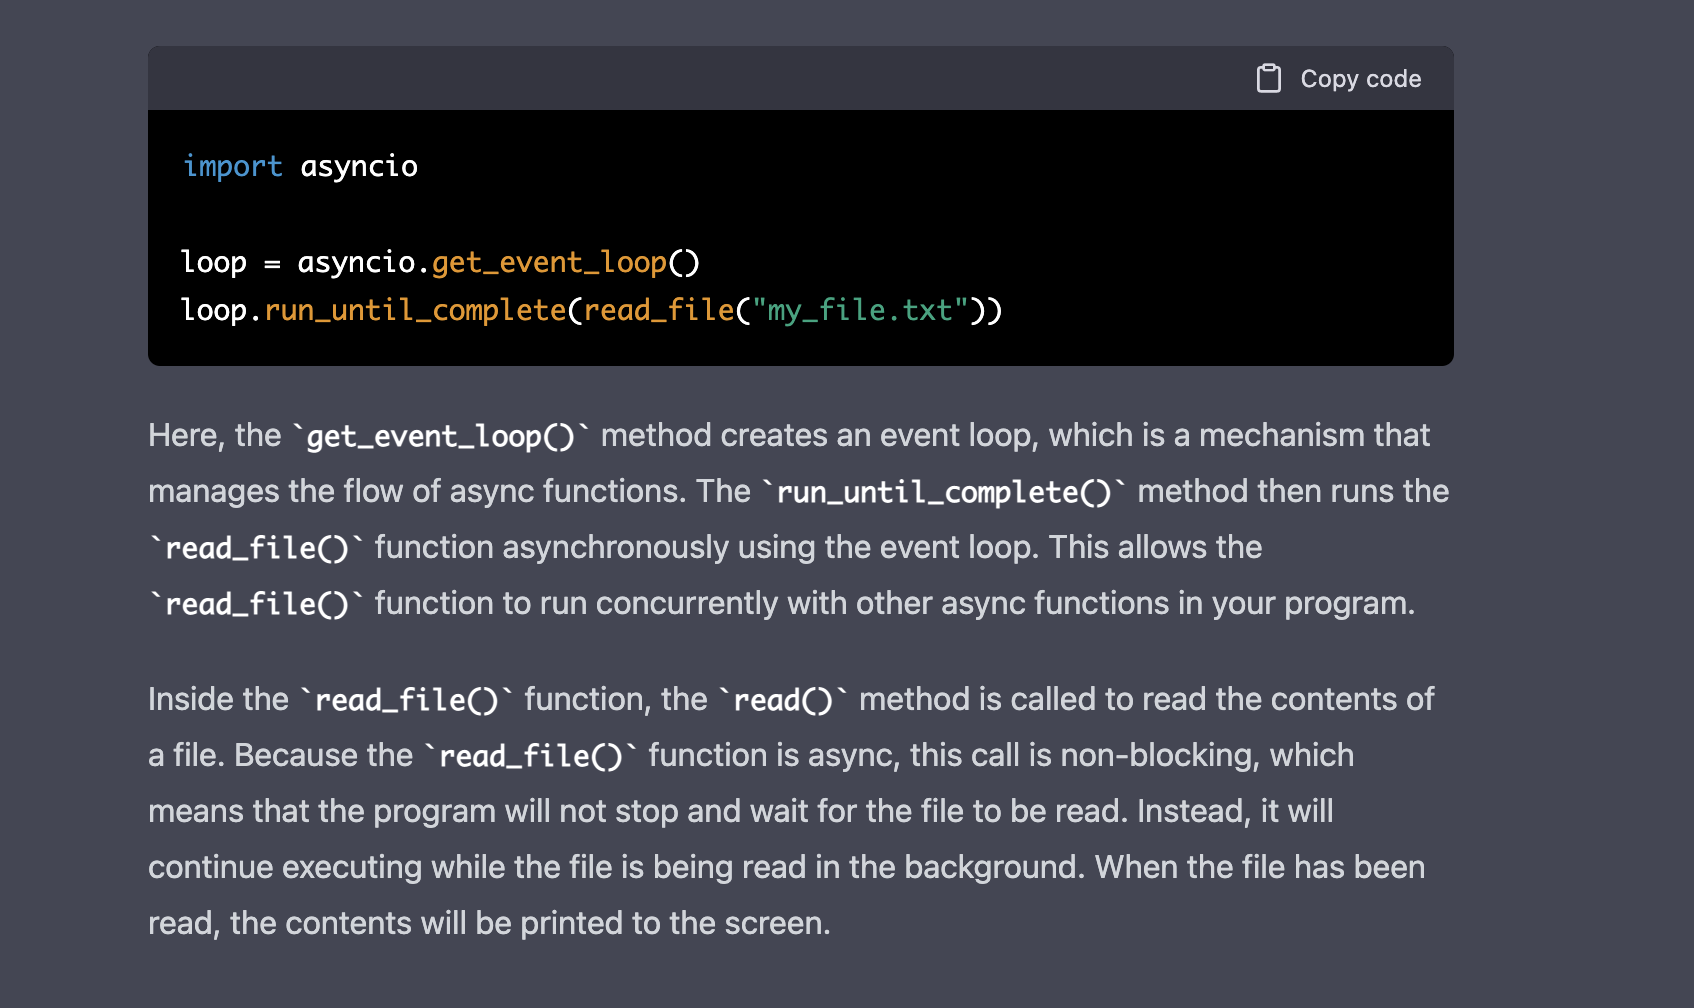 Copy code
import asyncio
loop = asyncio.get_event_loop()
loop.run_until_complete(read_file("my_file.txt"))
Here, the `get_event_loop()` method creates an event loop, which is a mechanism that
manages the flow of async functions. The `run_until_complete()` method then runs the
`read_file()` function asynchronously using the event loop. This allows the
`read_file()` function to run concurrently with other async functions in your program.
Inside the `read_file()` function, the `read()` method is called to read the contents of
a file. Because the `read_file()` function is async, this call is non-blocking, which
means that the program will not stop and wait for the file to be read. Instead, it will
continue executing while the file is being read in the background. When the file has been
read, the contents will be printed to the screen.